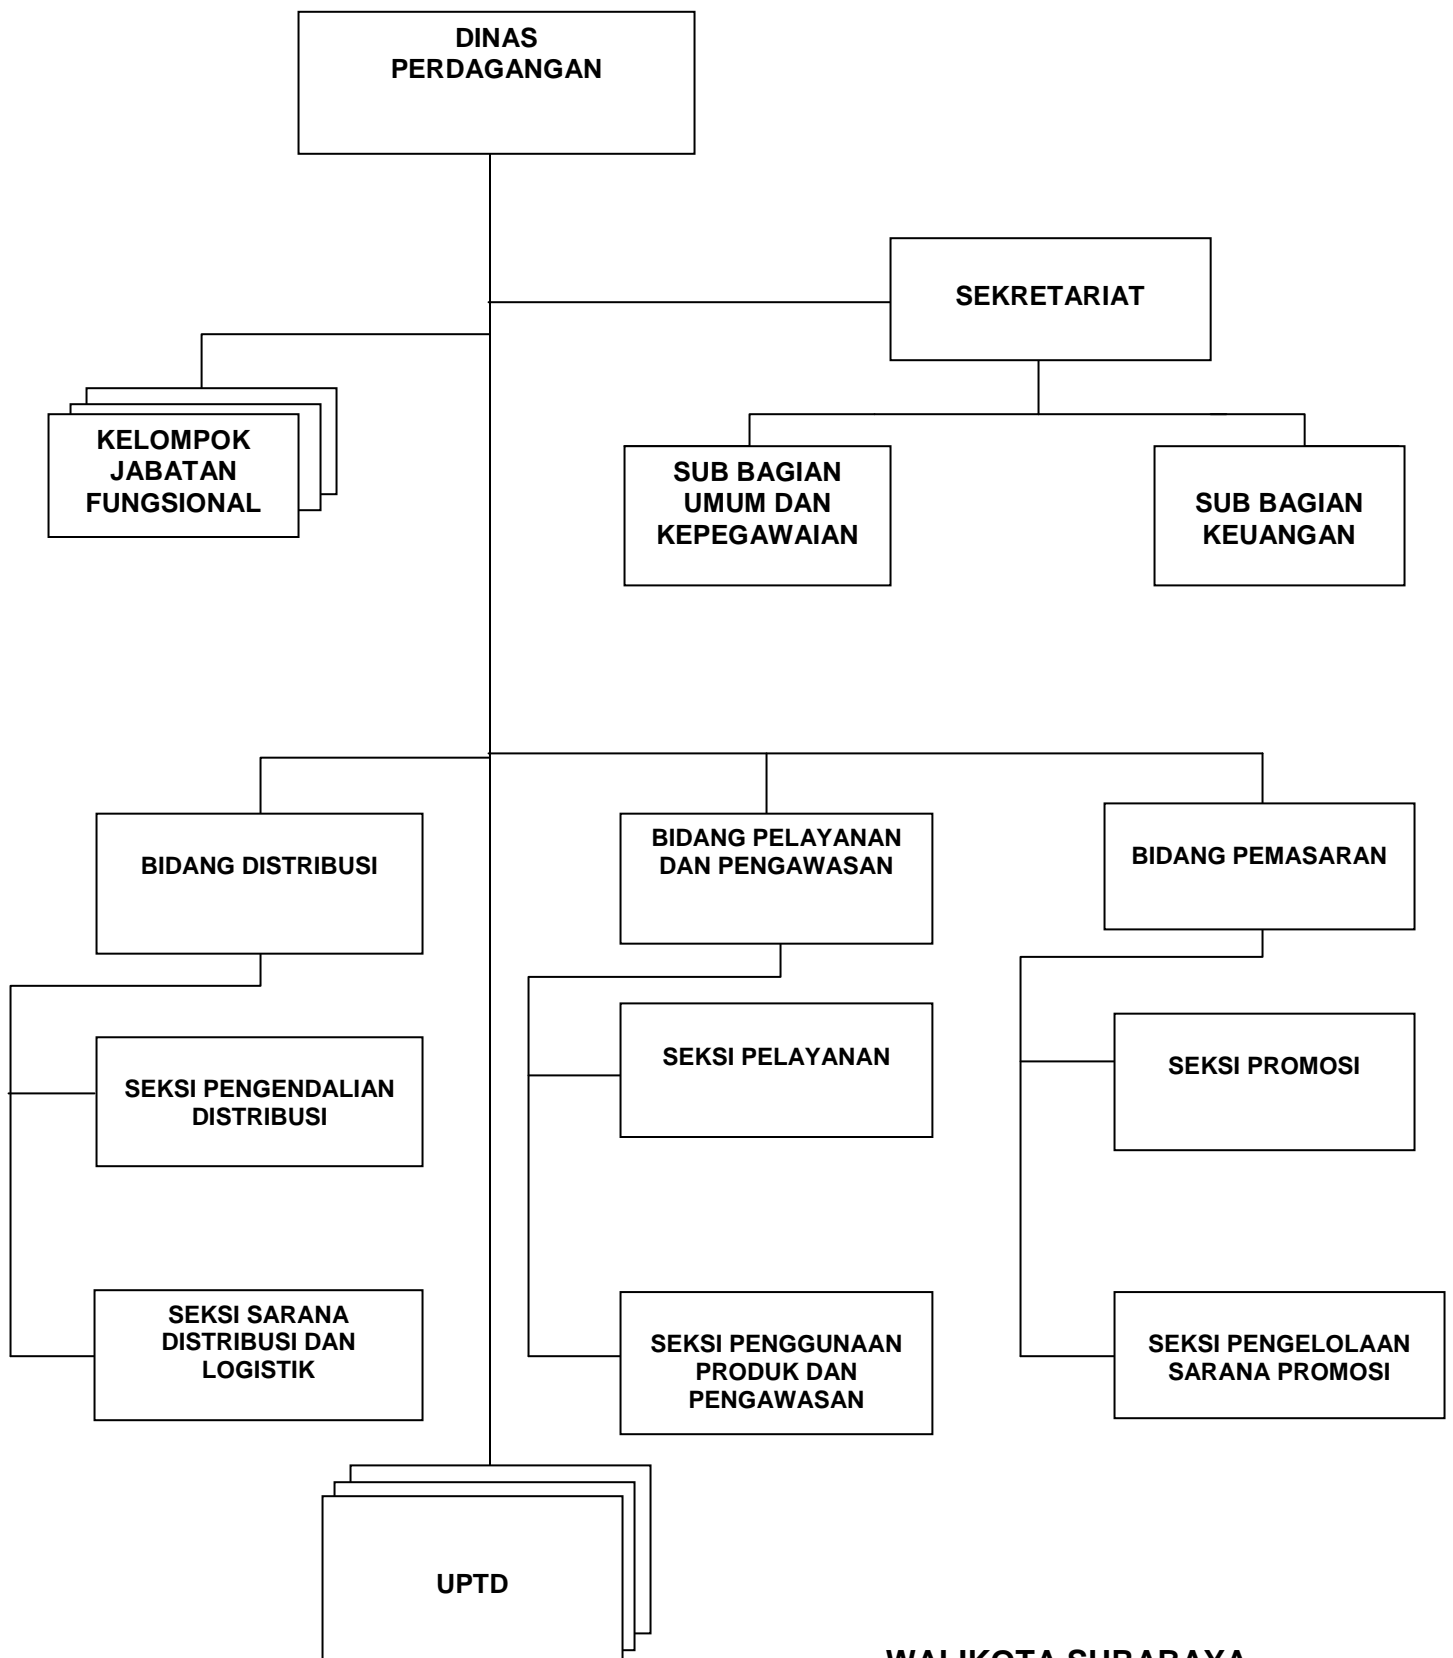 DINAS
PERDAGANGAN
SEKRETARIAT
KELOMPOK
JABATAN
FUNGSIONAL
SUB BAGIAN
UMUM DAN
KEPEGAWAIAN
SUB BAGIAN
KEUANGAN
BIDANG DISTRIBUSI
BIDANG PELAYANAN
DAN PENGAWASAN
BIDANG PEMASARAN
SEKSI PENGENDALIAN
DISTRIBUSI
SEKSI PELAYANAN
SEKSI PROMOSI
SEKSI SARANA
DISTRIBUSI DAN
LOGISTIK
SEKSI PENGGUNAAN
PRODUK DAN
PENGAWASAN
SEKSI PENGELOLAAN
SARANA PROMOSI
UPTD
WALIKOTA SURABAYA